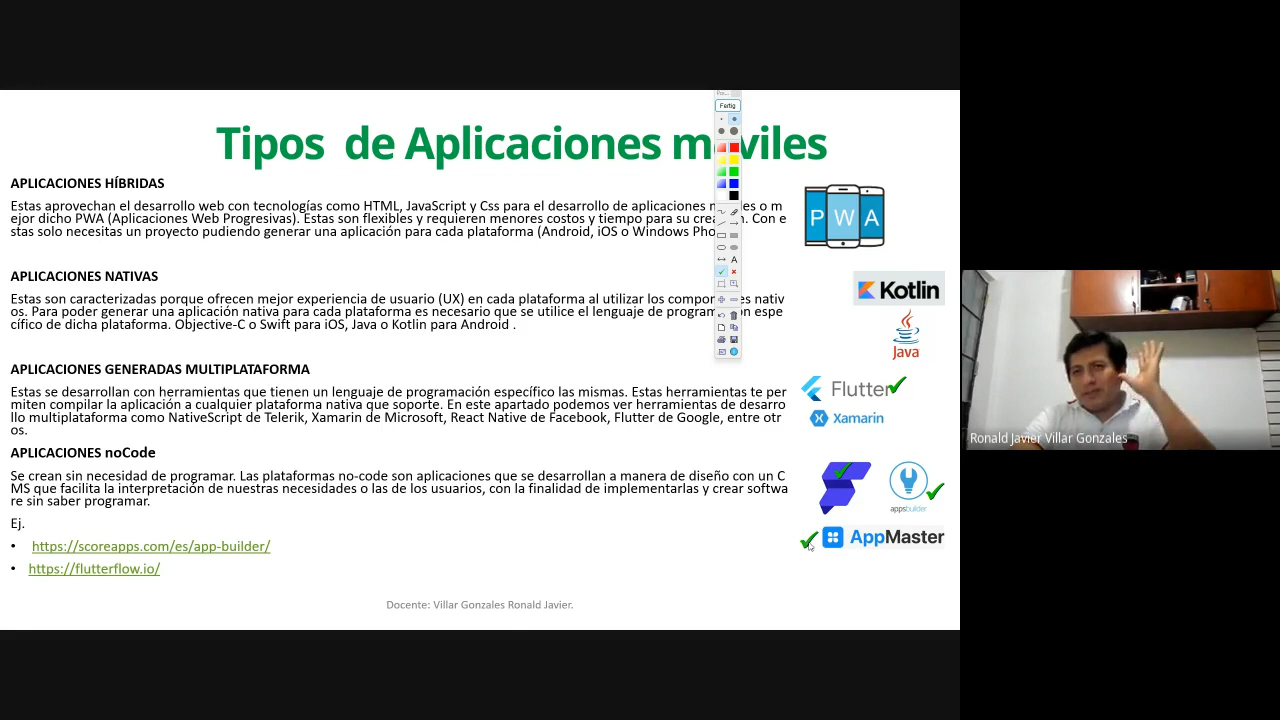 Fertig
Tipos de Aplicaciones móviles
APLICACIONES HÍBRIDAS
Estas aprovechan el desarrollo web con tecnologías como HTML, JavaScript y Css para el desarrollo de aplicaciones o m
ejor dicho PWA (Aplicaciones Web Progresivas). Estas son flexibles y requieren menores costos y tiempo para su Con e
stas solo necesitas un proyecto pudiendo generar una aplicación para cada plataforma (Android, iOS o Windows
PWA
APLICACIONES NATIVAS
Estas son caracterizadas porque ofrecen mejor experiencia de usuario (UX) en cada plataforma al utilizar los nativ
os. Para poder generar una aplicación nativa para cada plataforma es necesario que se utilice el lenguaje de espe
cífico de dicha plataforma. Objective-C o Swift para iOS, Java o Kotlin para Android .
Kotlin
Java
APLICACIONES GENERADAS MULTIPLATAFORMA
Estas se desarrollan con herramientas que tienen un lenguaje de programación específico las mismas. Estas herramientas te per
miten compilar la aplicación a cualquier plataforma nativa que soporte. En este apartado podemos ver herramientas de desarro
llo multiplataforma como NativeScript de Telerik, Xamarin de Microsoft, React Native de Facebook, Flutter de Google, entre otr
os.
Flutter
Xamarin
APLICACIONES noCode
Se crean sin necesidad de programar. Las plataformas no-code son aplicaciones que se desarrollan a manera de diseño con un C
MS que facilita la interpretación de nuestras necesidades o las de los usuarios, con la finalidad de implementarlas y crear softwa
re sin saber programar.
Ej.
• https://scoreapps.com/es/app-builder/
• https://flutterflow.io/
appsbuilder
AppMaster
Docente: Villar Gonzales Ronald Javier.
Ronald Javier Villar Gonzales